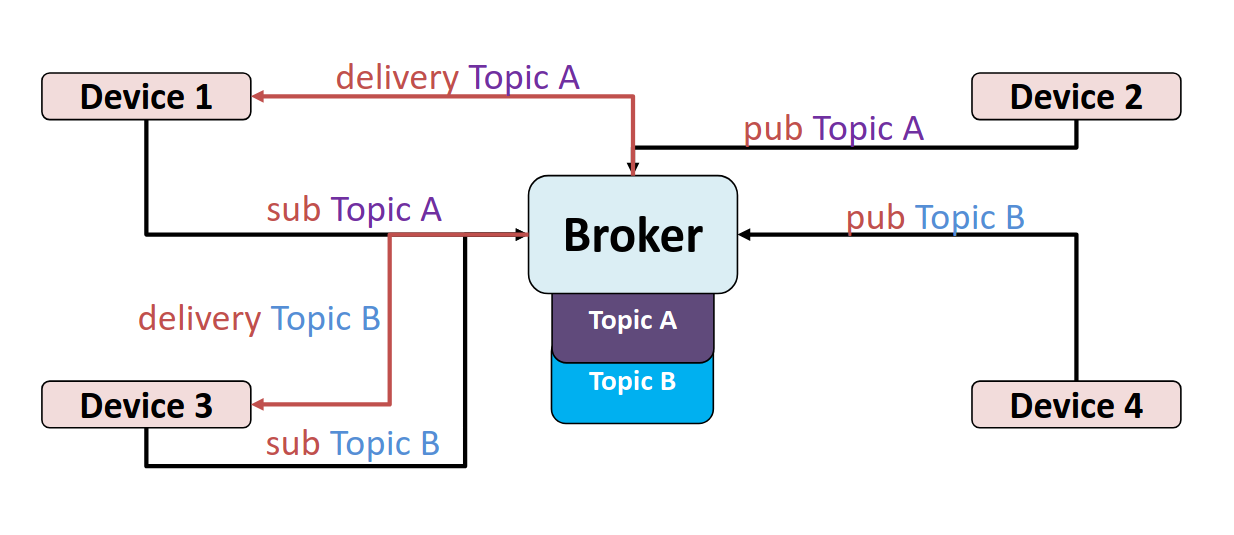 delivery Topic A
Device 1
Device 2
pub Topic A
sub Topic A
Broker
pub Topic B
delivery Topic B
Topic A
Topic B
Device 3
Device 4
sub Topic B